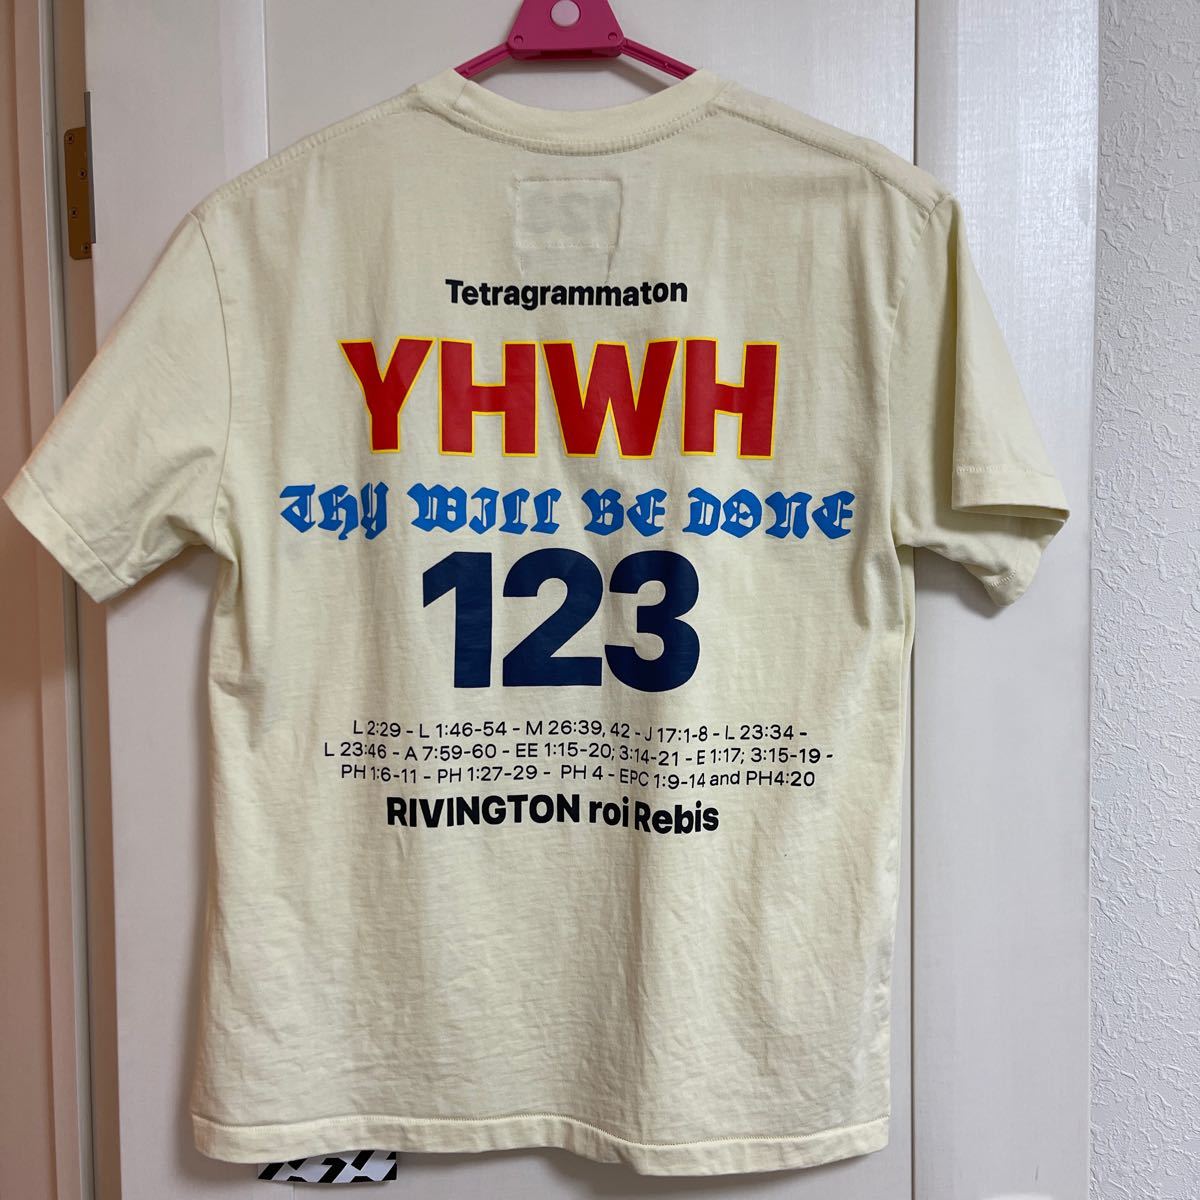 Tetragrammaton
YHWH
THY WILL BE DONE
123
L 2:29 - L 1:46-54 - M 26:39, 42 - J 17:1-8 - L 23:34 -
L 23:46 - A 7:59-60 - EE 1:15-20; 3:14-21 - E 1:17; 3:15-19 -
PH 1:6-11 - PH 1:27-29 - PH 4 - EPC 1:9-14 and PH4:20
RIVINGTON roi Rebis